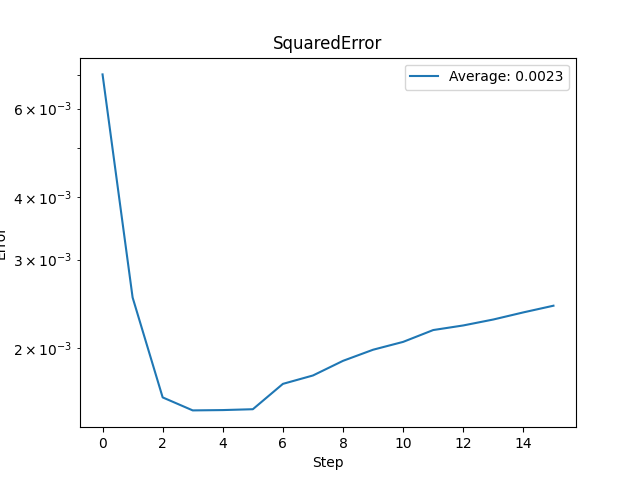 SquaredError
Average: 0.0023
6 × 10⁻³
4 × 10⁻³
3 × 10⁻³
2 × 10⁻³
Error
0 2 4 6 8 10 12 14
Step